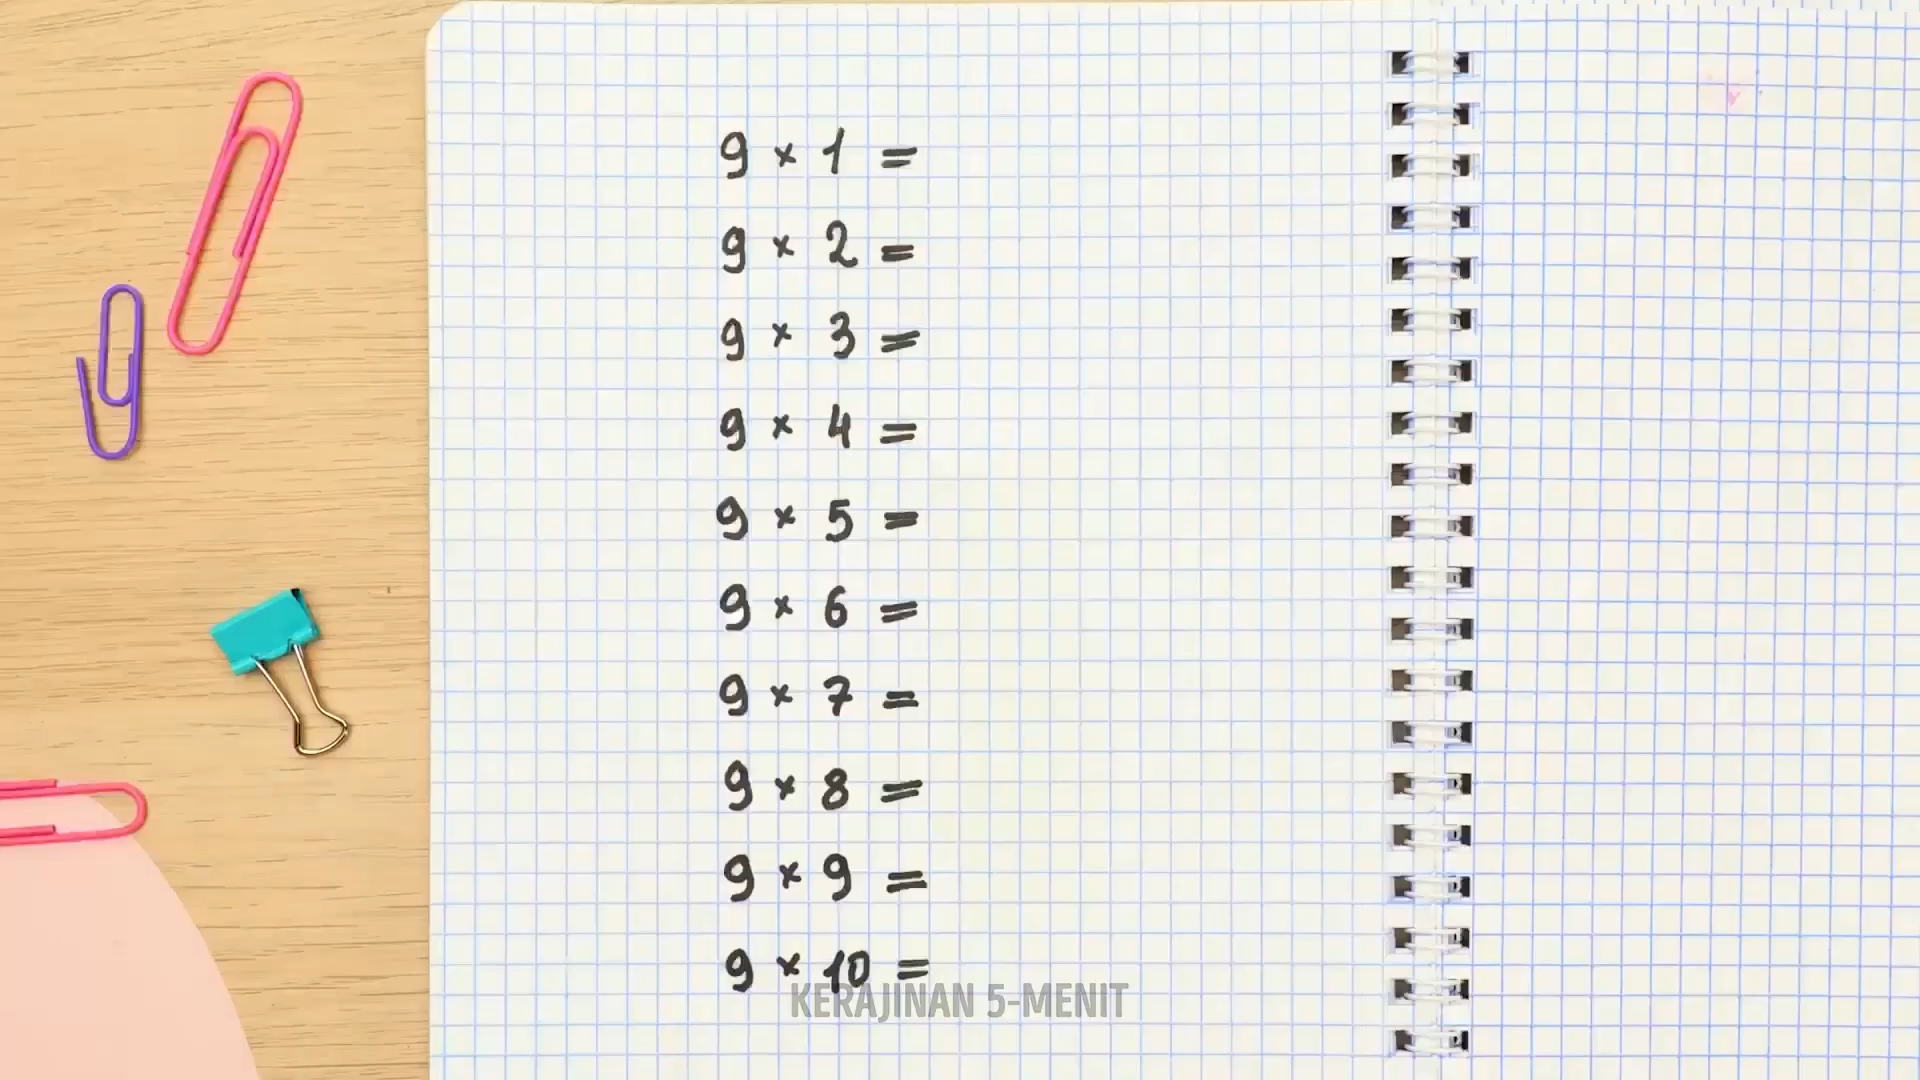 9 × 1 =
9 × 2 =
9 × 3 =
9 × 4 =
9 × 5 =
9 × 6 =
9 × 7 =
9 × 8 =
9 × 9 =
9 × 10 =
KERAJINAN 5-MENIT